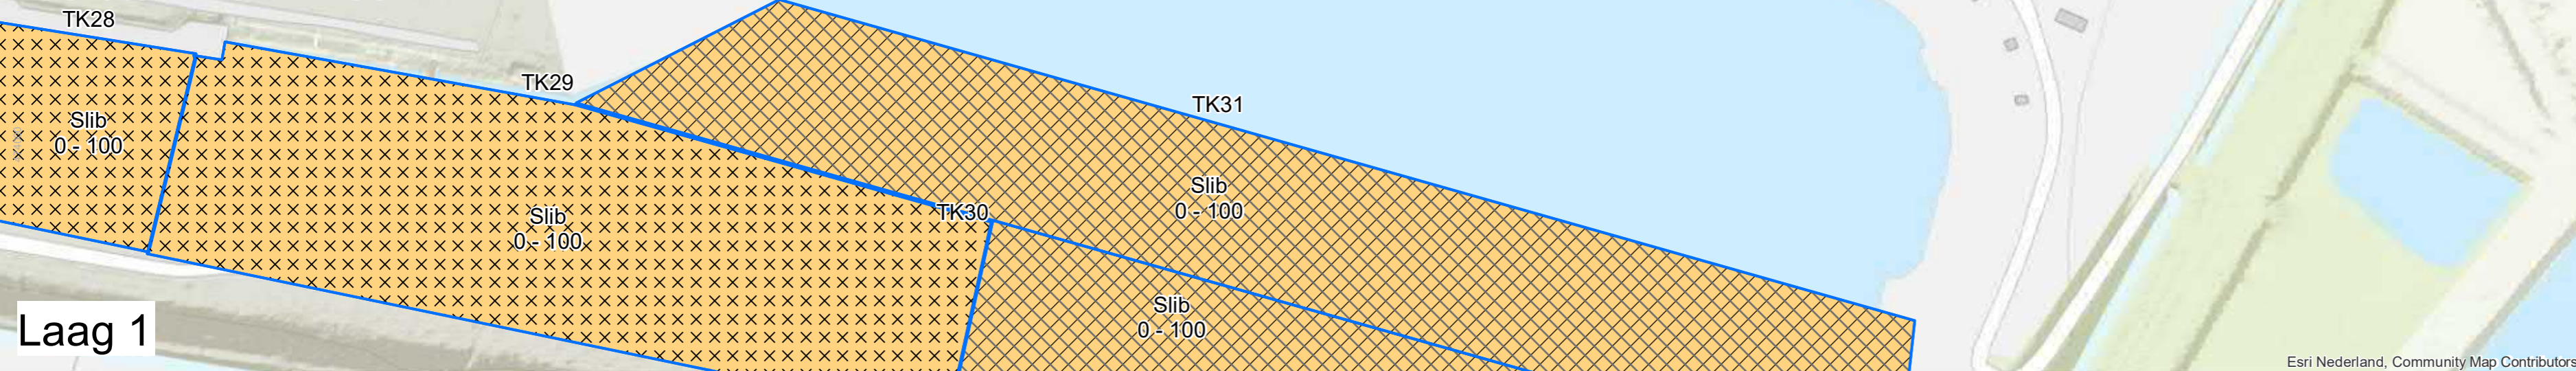 TK28
TK29
TK31
Slib
0 - 100
Slib
0 - 100
TK30
Slib
0 - 100
Slib
0 - 100
Laag 1
Esri Nederland, Community Map Contributors